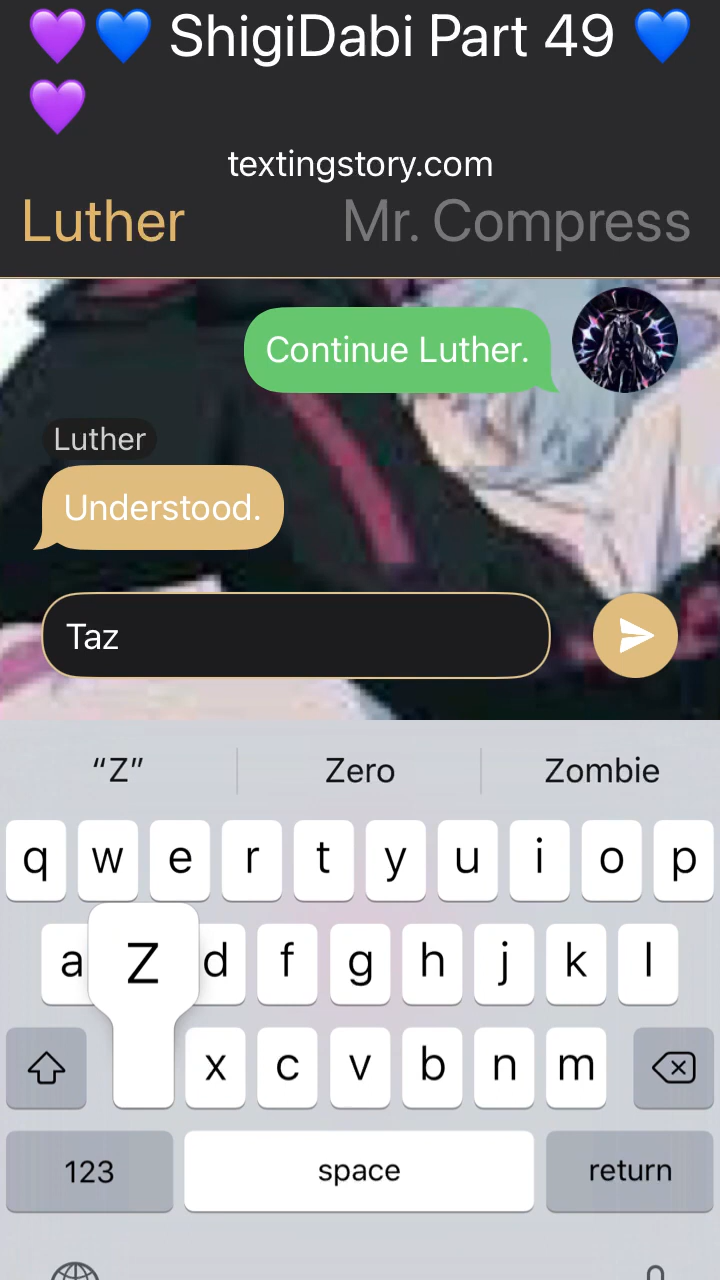 💜💙 ShigiDabi Part 49 💙
💜
textingstory.com
Luther Mr. Compress
Continue Luther.
Luther
Understood.
Taz
“Z” Zero Zombie
q w e r t y u i o p
a Z d f g h j k l
x c v b n m
123 space return